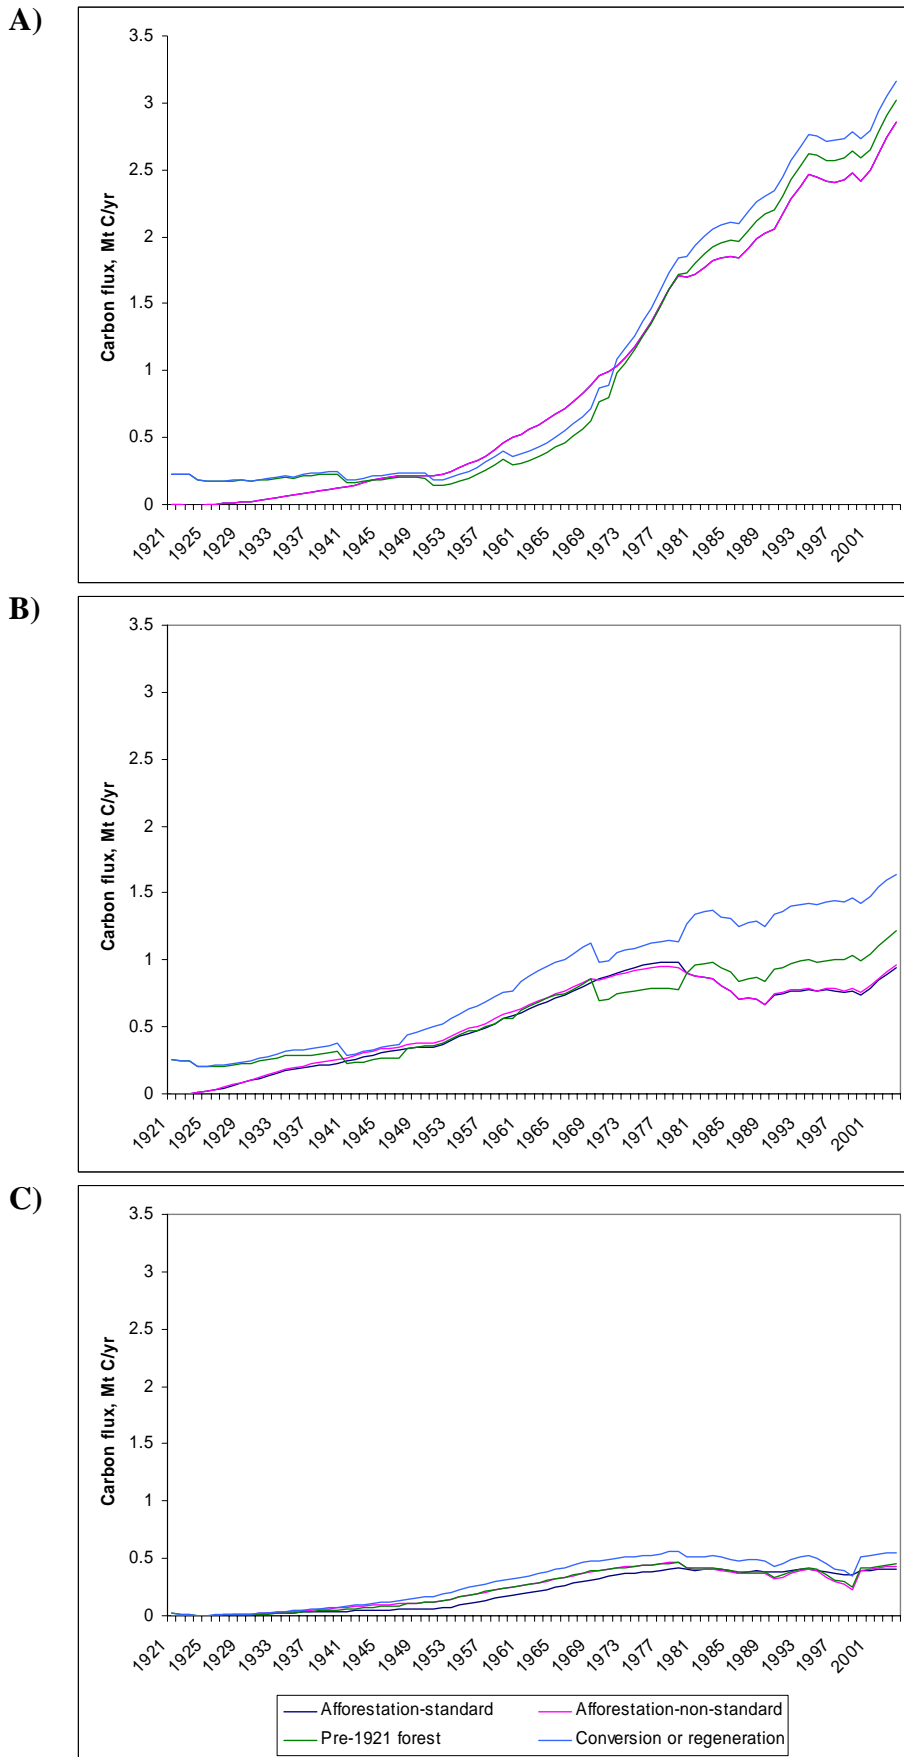 A)
3.5
3
2.5
2
1.5
1
0.5
0
Carbon flux, Mt C/yr
1921 1925 1929 1933 1937 1941 1945 1949 1953 1957 1961 1965 1969 1973 1977 1981 1985 1989 1993 1997 2001
B)
3.5
3
2.5
2
1.5
1
0.5
0
Carbon flux, Mt C/yr
1921 1925 1929 1933 1937 1941 1945 1949 1953 1957 1961 1965 1969 1973 1977 1981 1985 1989 1993 1997 2001
C)
3.5
3
2.5
2
1.5
1
0.5
0
Carbon flux, Mt C/yr
1921 1925 1929 1933 1937 1941 1945 1949 1953 1957 1961 1965 1969 1973 1977 1981 1985 1989 1993 1997 2001
Afforestation-standard Afforestation-non-standard
Pre-1921 forest Conversion or regeneration